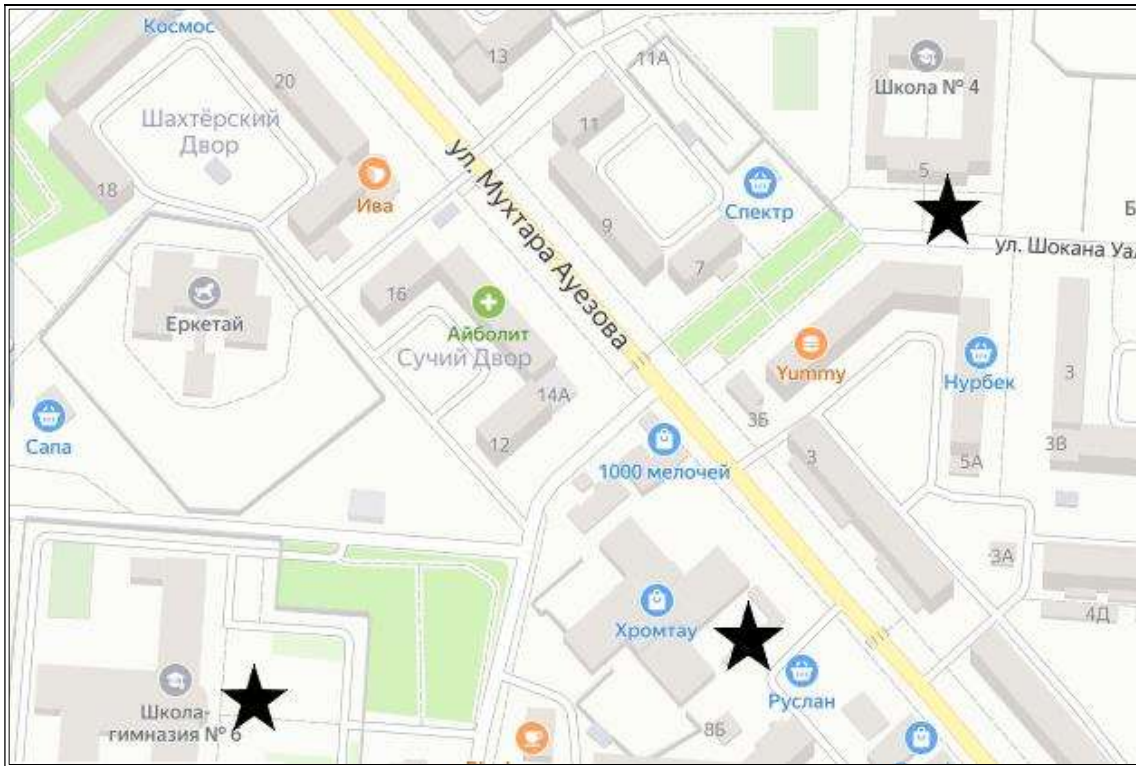 Космос
13
11А
Школа № 4
20
Шахтёрский
Двор
ул. Мухтара Ауезова
11
5
18
Ива
Спектр
9
7
ул. Шокана Уал
Б
16
Еркетай
Айболит
Сучий Двор
Yummy
Нурбек
3
14А
12
3Б
3
3В
5А
Сапа
1000 мелочей
3А
4Д
Хромтау
Руслан
8Б
Школа-
гимназия № 6